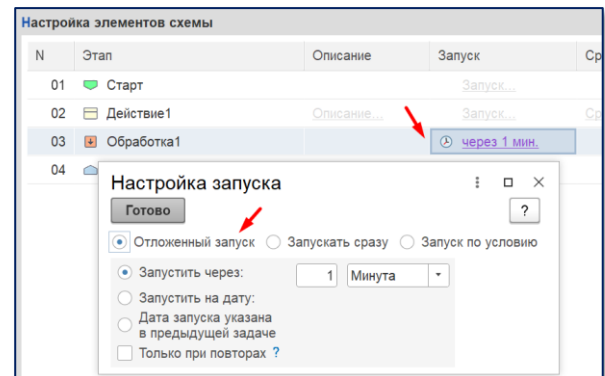 Настройка элементов схемы
N Этап Описание Запуск Ср
01 Старт Запуск...
02 Действие1 Описание... Запуск... Ср
03 Обработка1 через 1 мин.
04
Настройка запуска
Готово ?
Отложенный запуск Запускать сразу Запуск по условию
Запустить через: 1 Минута
Запустить на дату:
Дата запуска указана
в предыдущей задаче
Только при повторах ?